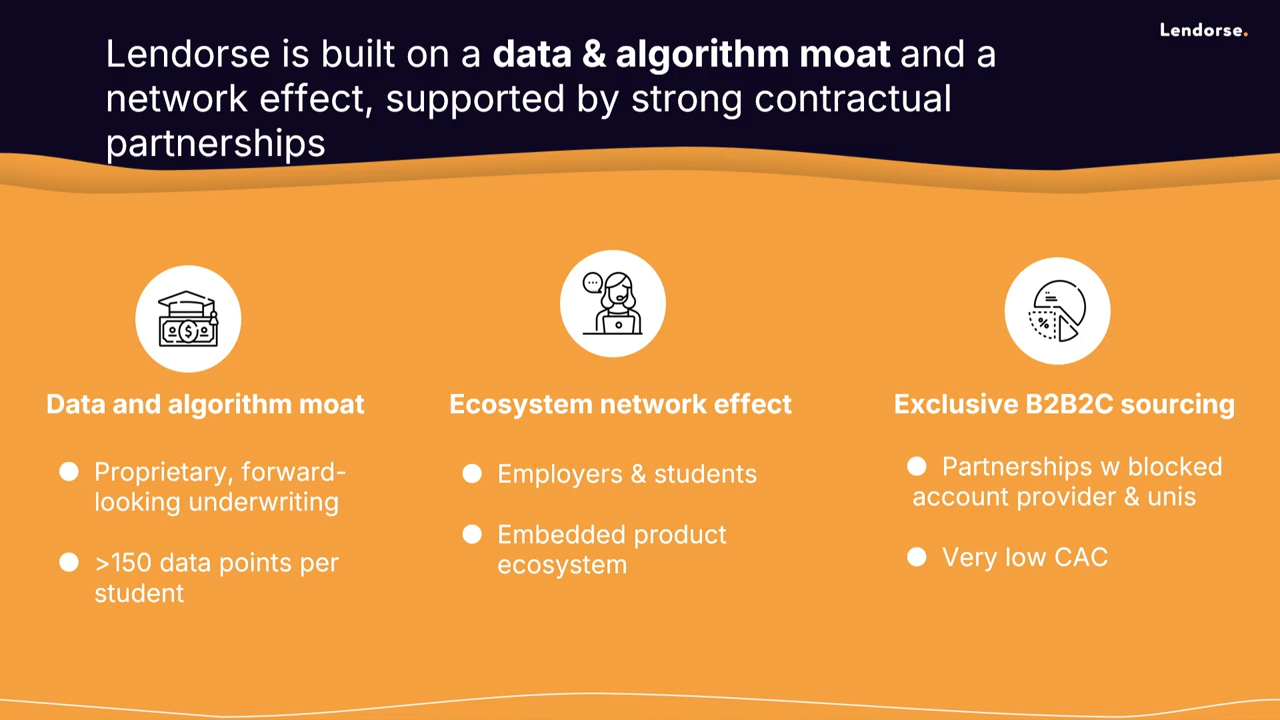 Lendorse.
Lendorse is built on a data & algorithm moat and a
network effect, supported by strong contractual
partnerships
Data and algorithm moat
● Proprietary, forward-
looking underwriting
● >150 data points per
student
Ecosystem network effect
● Employers & students
● Embedded product
ecosystem
Exclusive B2B2C sourcing
● Partnerships w blocked
account provider & unis
● Very low CAC